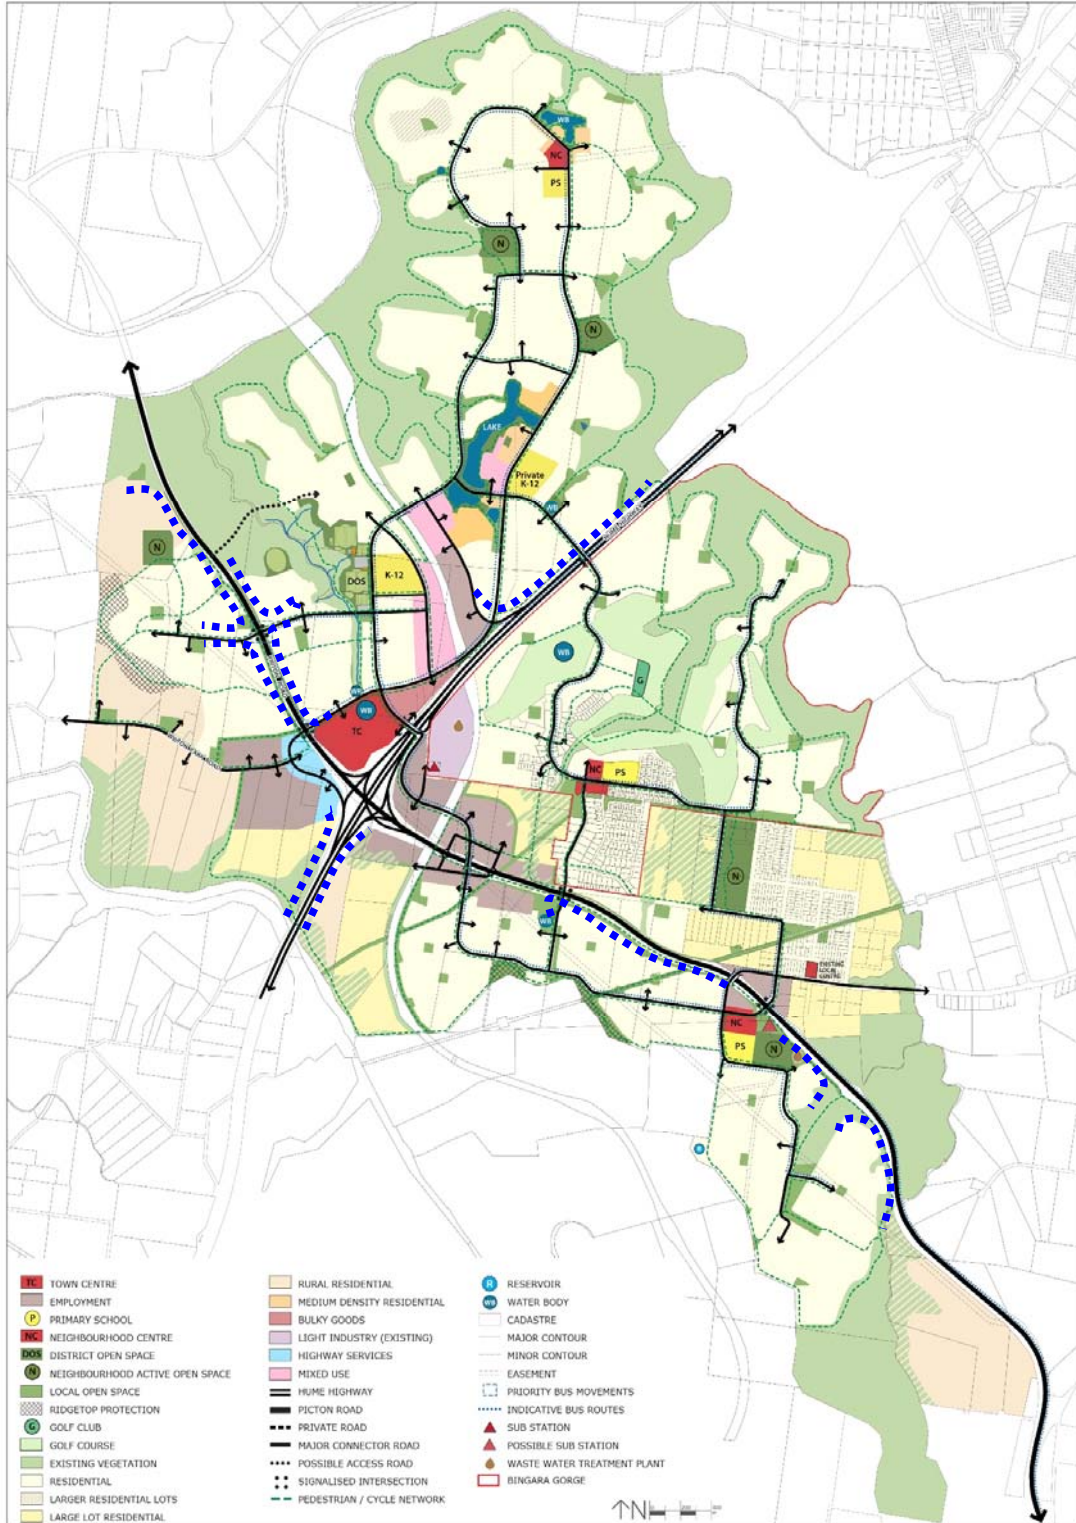 WB
NC
PS
N
N
LAKE
Private
K-12
WB
N
DOS
K-12
WB
G
WB
WB
TC
NC
PS
N
WB
EXISTING
LOCAL
CENTRE
NC
PS
N
R
TC TOWN CENTRE
EMPLOYMENT
P PRIMARY SCHOOL
NC NEIGHBOURHOOD CENTRE
DOS DISTRICT OPEN SPACE
N NEIGHBOURHOOD ACTIVE OPEN SPACE
LOCAL OPEN SPACE
RIDGETOP PROTECTION
G GOLF CLUB
GOLF COURSE
EXISTING VEGETATION
RESIDENTIAL
LARGER RESIDENTIAL LOTS
LARGE LOT RESIDENTIAL
RURAL RESIDENTIAL
MEDIUM DENSITY RESIDENTIAL
BULKY GOODS
LIGHT INDUSTRY (EXISTING)
HIGHWAY SERVICES
MIXED USE
HUME HIGHWAY
PICTON ROAD
PRIVATE ROAD
MAJOR CONNECTOR ROAD
POSSIBLE ACCESS ROAD
SIGNALISED INTERSECTION
PEDESTRIAN / CYCLE NETWORK
R RESERVOIR
WB WATER BODY
CADASTRE
MAJOR CONTOUR
MINOR CONTOUR
EASEMENT
PRIORITY BUS MOVEMENTS
INDICATIVE BUS ROUTES
SUB STATION
POSSIBLE SUB STATION
WASTE WATER TREATMENT PLANT
BINGARA GORGE
N